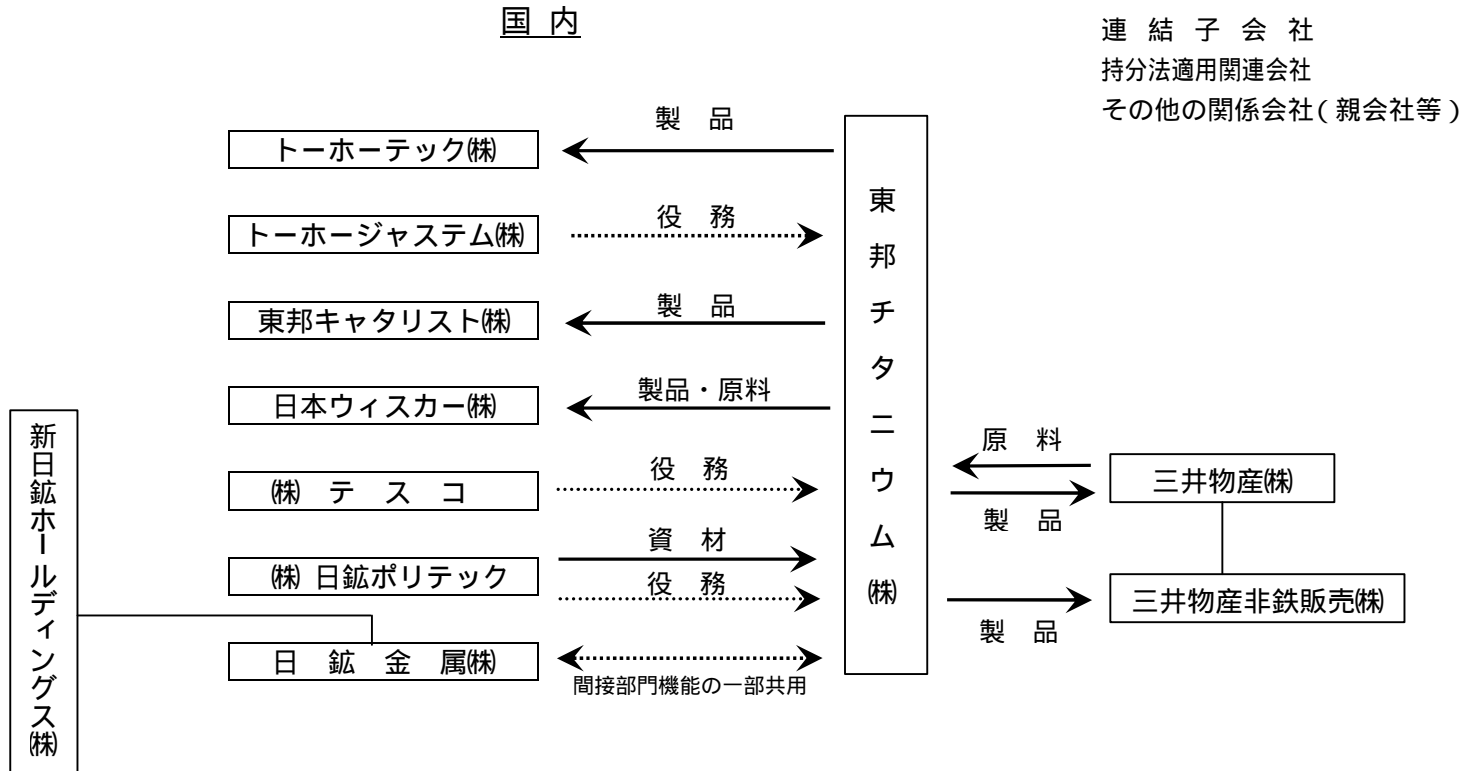 国 内
連 結 子 会 社
持分法適用関連会社
その他の関係会社(親会社等)
製 品
トーホーテック㈱
役 務
トーホージャステム㈱
製 品
東邦キャタリスト㈱
製品・原料
日本ウィスカー㈱
役 務
㈱ テ ス コ
資 材
㈱ 日鉱ポリテック
役 務
日 鉱 金 属㈱
間接部門機能の一部共用
新日鉱ホールディングス㈱
東邦チタニウム㈱
原 料
三井物産㈱
製 品
三井物産非鉄販売㈱
製 品